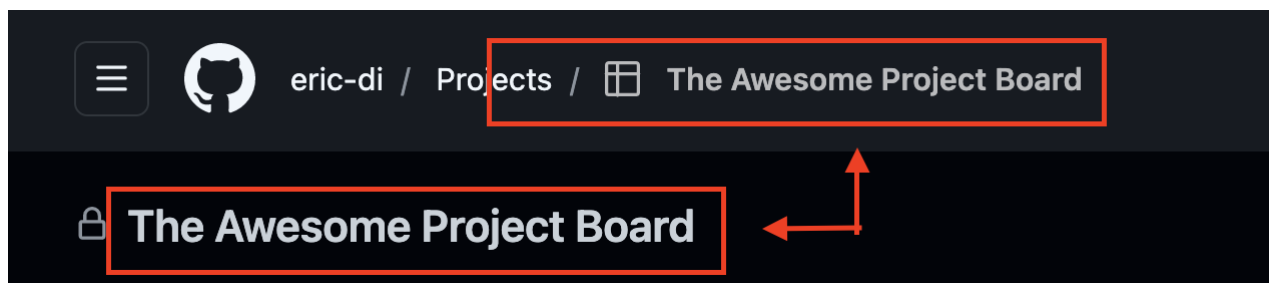 eric-di / Projects / The Awesome Project Board
The Awesome Project Board